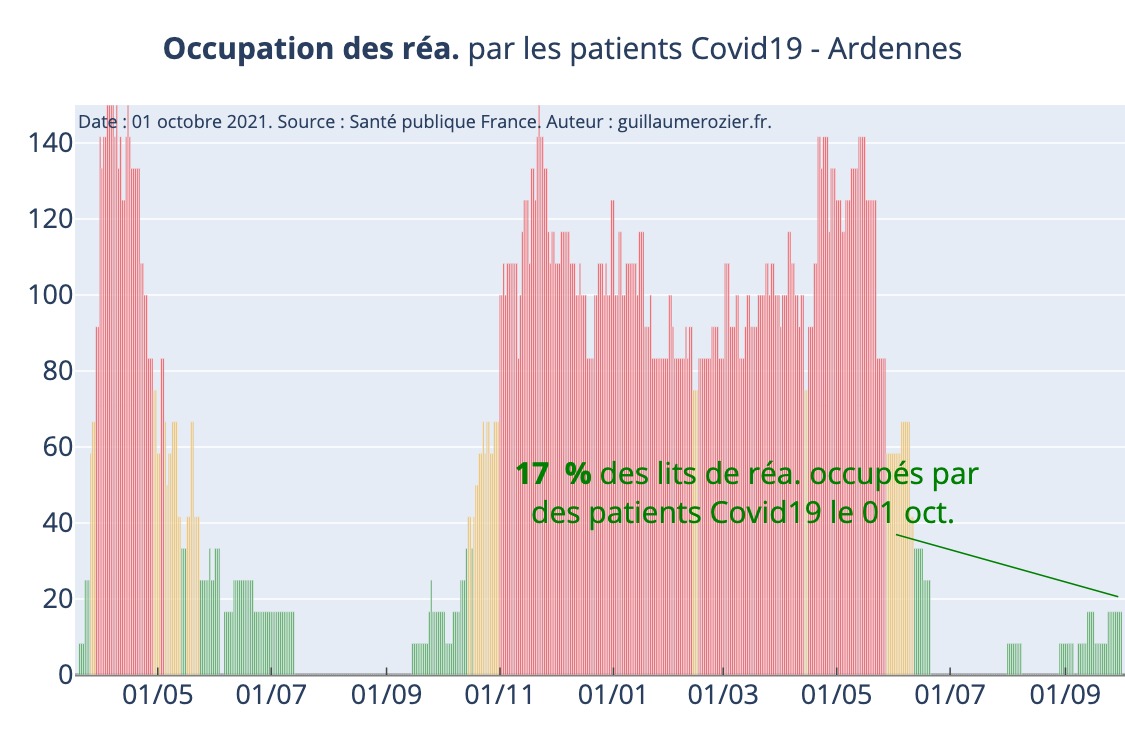 Occupation des réa. par les patients Covid19 - Ardennes
Date : 01 octobre 2021. Source : Santé publique France. Auteur : guillaumerozier.fr.
140
120
100
80
60
17 % des lits de réa. occupés par
des patients Covid19 le 01 oct.
40
20
0
01/05 01/07 01/09 01/11 01/01 01/03 01/05 01/07 01/09